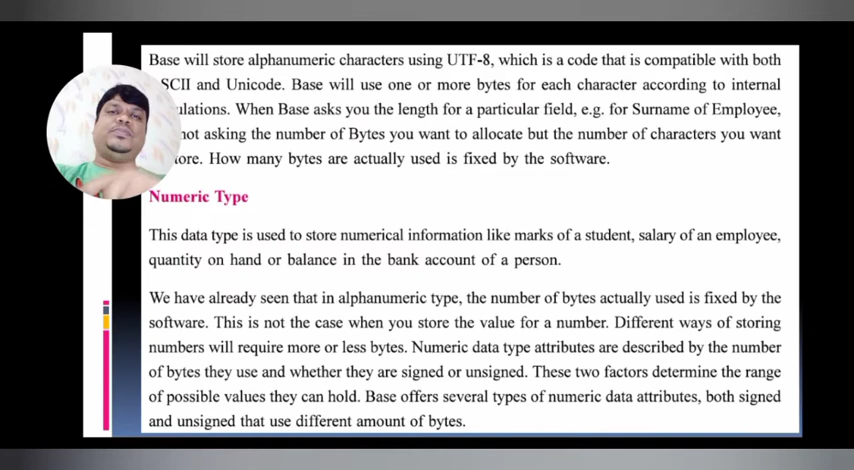 Base will store alphanumeric characters using UTF-8, which is a code that is compatible with both
SCII and Unicode. Base will use one or more bytes for each character according to internal
ulations. When Base asks you the length for a particular field, e.g. for Surname of Employee,
not asking the number of Bytes you want to allocate but the number of characters you want
ore. How many bytes are actually used is fixed by the software.
Numeric Type
This data type is used to store numerical information like marks of a student, salary of an employee,
quantity on hand or balance in the bank account of a person.
We have already seen that in alphanumeric type, the number of bytes actually used is fixed by the
software. This is not the case when you store the value for a number. Different ways of storing
numbers will require more or less bytes. Numeric data type attributes are described by the number
of bytes they use and whether they are signed or unsigned. These two factors determine the range
of possible values they can hold. Base offers several types of numeric data attributes, both signed
and unsigned that use different amount of bytes.